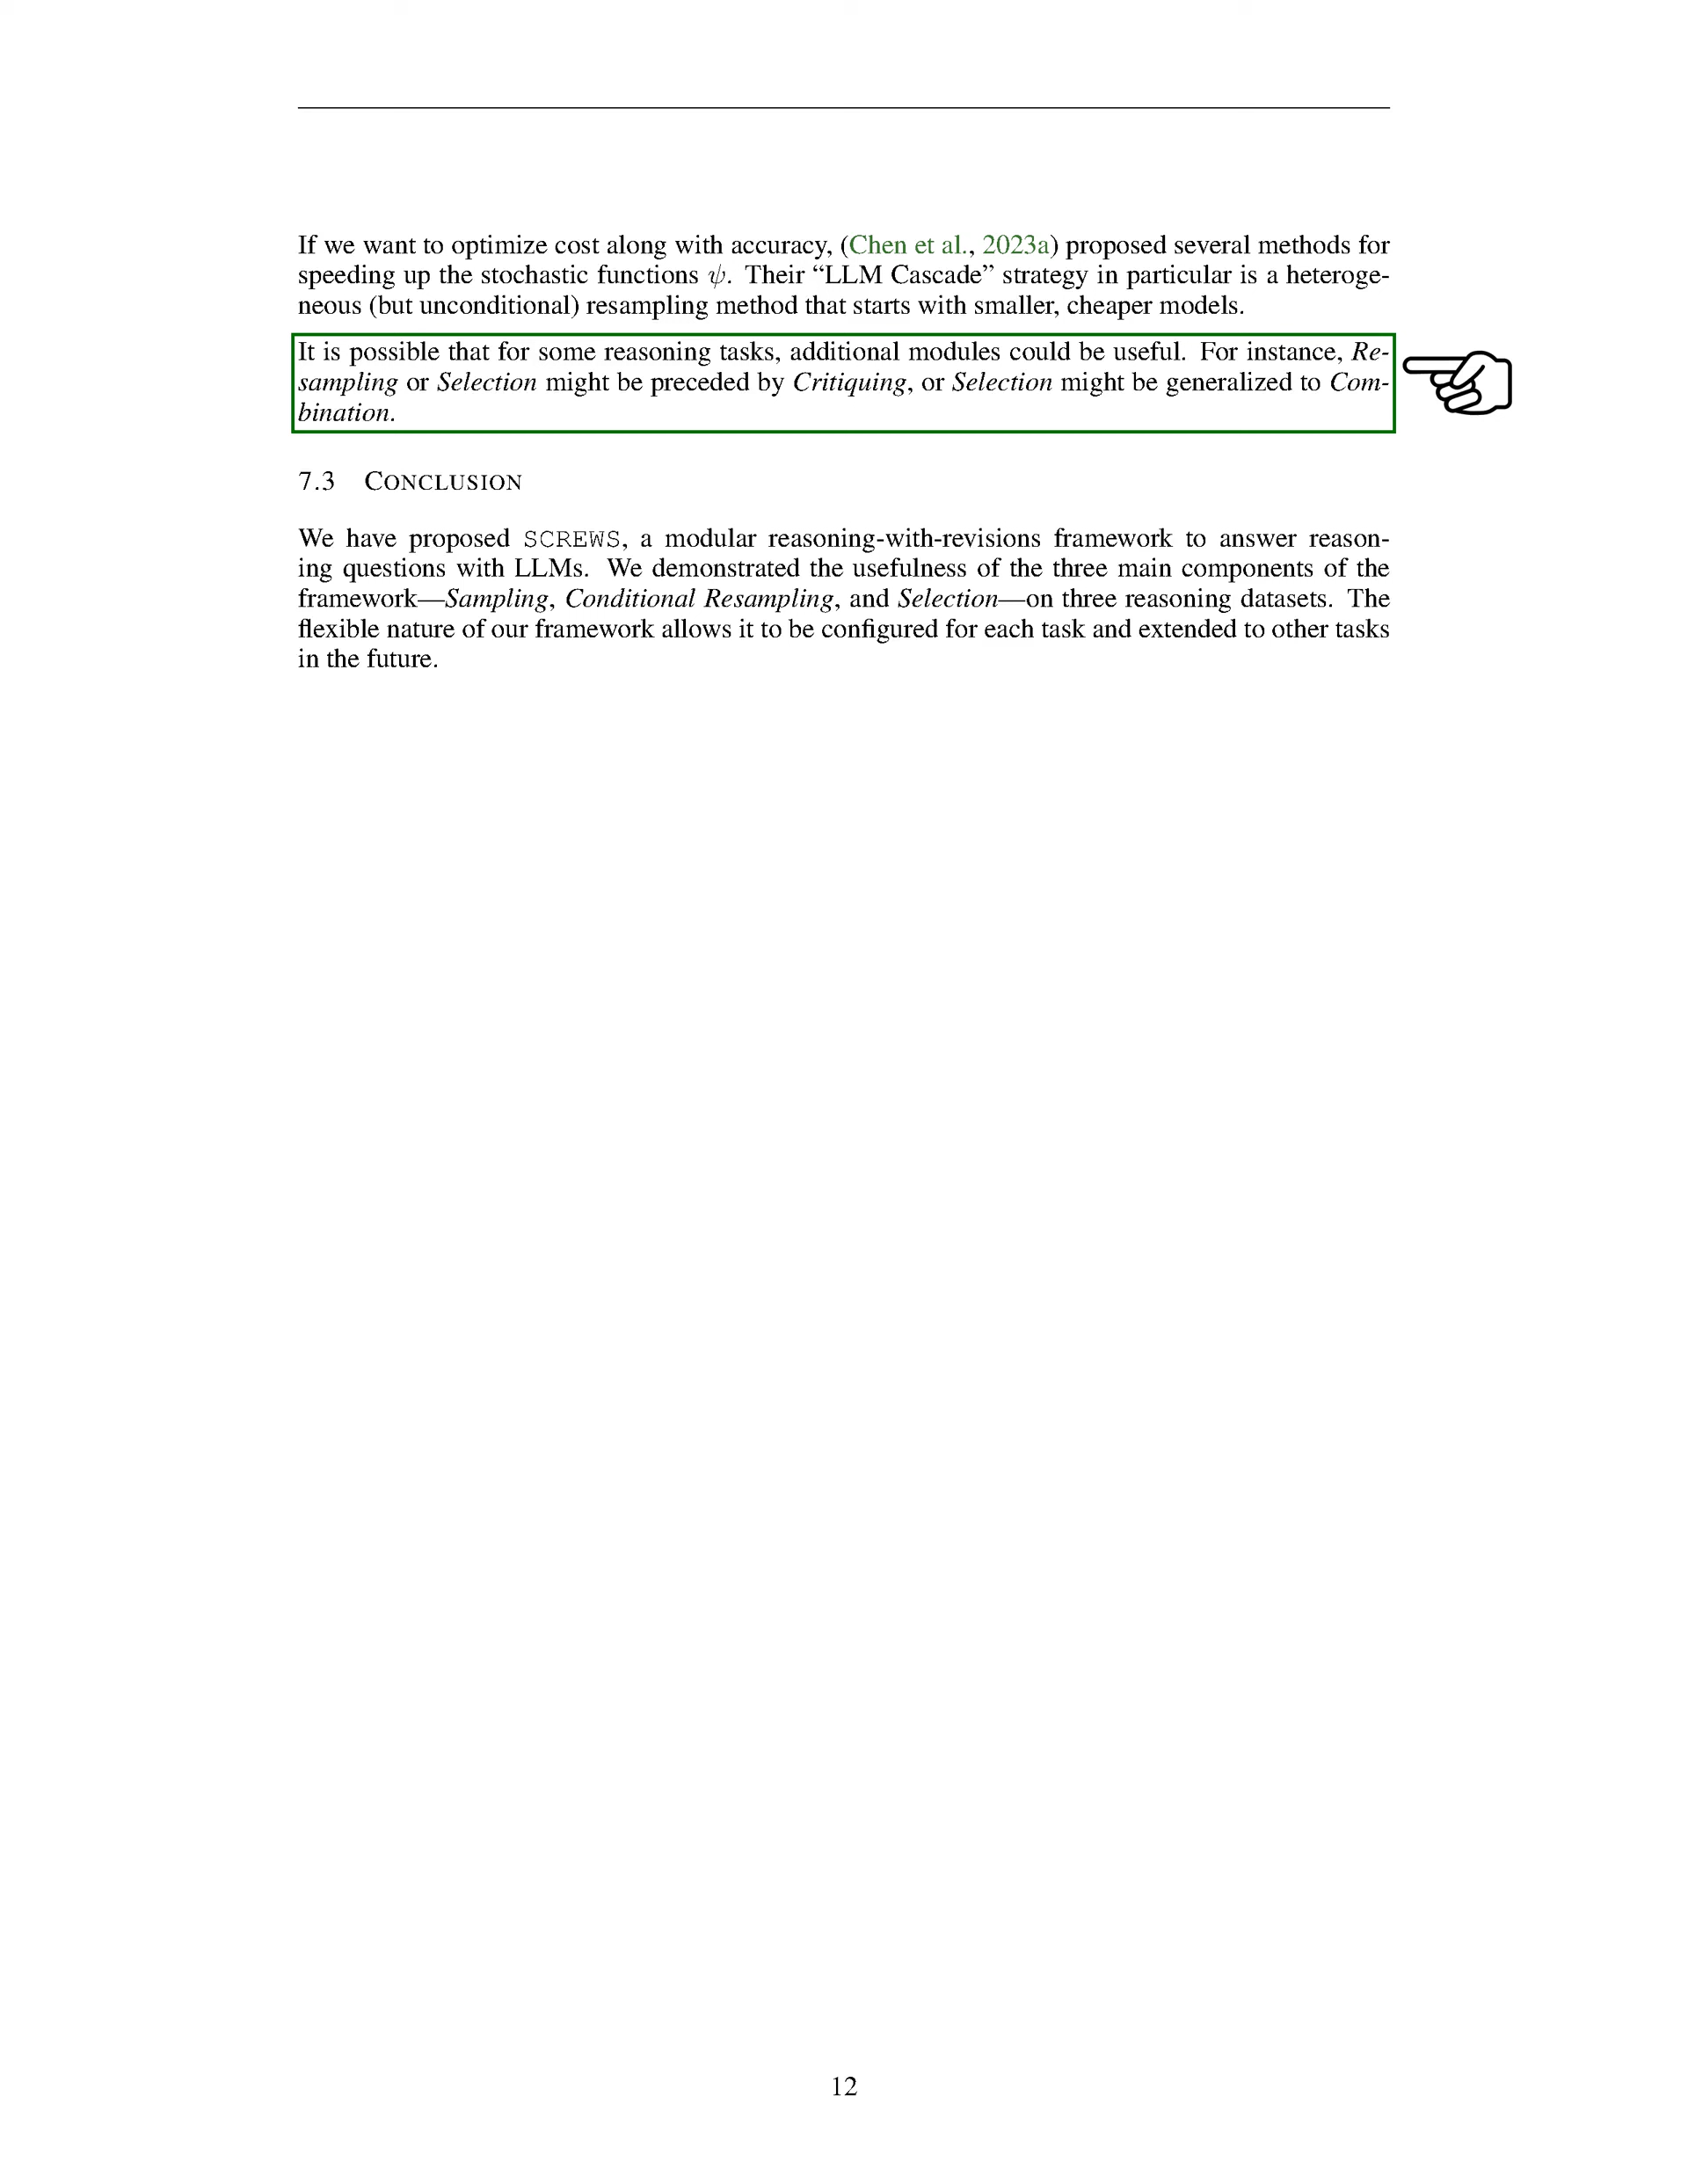 If we want to optimize cost along with accuracy, (Chen et al., 2023a) proposed several methods for
speeding up the stochastic functions ψ. Their “LLM Cascade” strategy in particular is a heteroge-
neous (but unconditional) resampling method that starts with smaller, cheaper models.
It is possible that for some reasoning tasks, additional modules could be useful. For instance, Re-
sampling or Selection might be preceded by Critiquing, or Selection might be generalized to Com-
bination.
7.3 CONCLUSION
We have proposed SCREWS, a modular reasoning-with-revisions framework to answer reason-
ing questions with LLMs. We demonstrated the usefulness of the three main components of the
framework—Sampling, Conditional Resampling, and Selection—on three reasoning datasets. The
flexible nature of our framework allows it to be configured for each task and extended to other tasks
in the future.
12